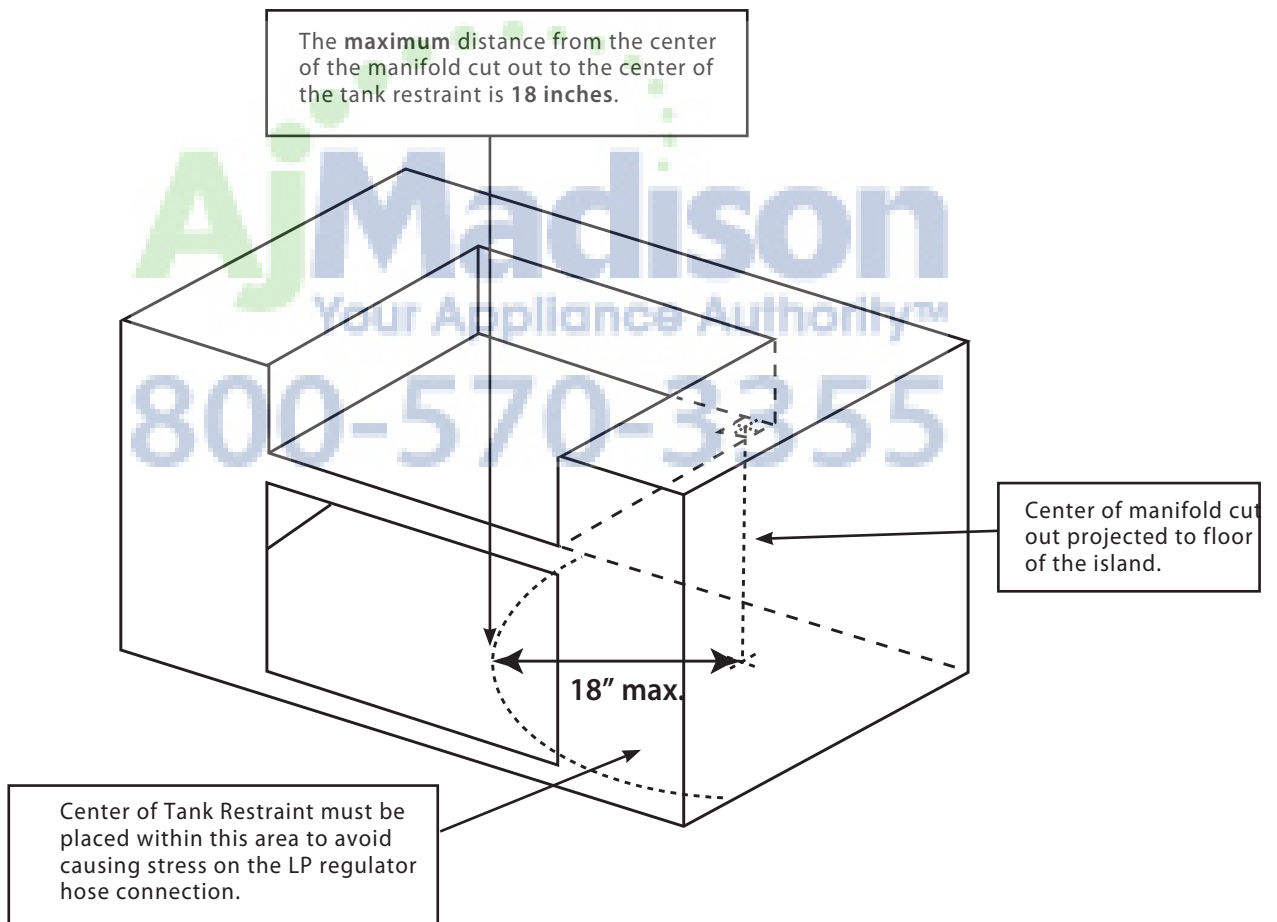 The maximum distance from the center
of the manifold cut out to the center of
the tank restraint is 18 inches.
AjMadison
Your Appliance Authority™
800-570-3355
Center of manifold cut
out projected to floor
of the island.
18” max.
Center of Tank Restraint must be
placed within this area to avoid
causing stress on the LP regulator
hose connection.